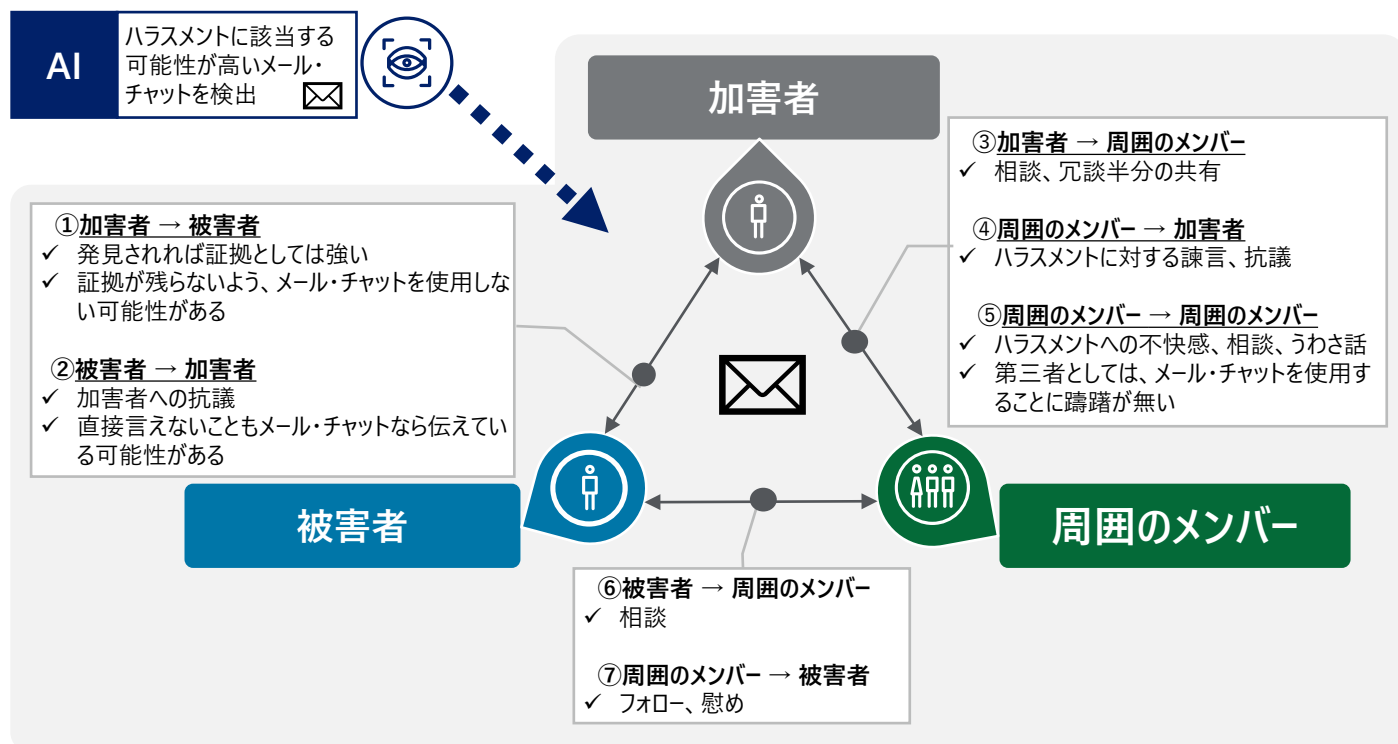 AI
ハラスメントに該当する
可能性が高いメール・
チャットを検出
加害者
①加害者 → 被害者
✓ 発見されれば証拠としては強い
✓ 証拠が残らないよう、メール・チャットを使用しな
い可能性がある
②被害者 → 加害者
✓ 加害者への抗議
✓ 直接言えないこともメール・チャットなら伝えてい
る可能性がある
③加害者 → 周囲のメンバー
✓ 相談、冗談半分の共有
④周囲のメンバー → 加害者
✓ ハラスメントに対する諫言、抗議
⑤周囲のメンバー → 周囲のメンバー
✓ ハラスメントへの不快感、相談、うわさ話
✓ 第三者としては、メール・チャットを使用す
ることに躊躇が無い
被害者
周囲のメンバー
⑥被害者 → 周囲のメンバー
✓ 相談
⑦周囲のメンバー → 被害者
✓ フォロー、慰め